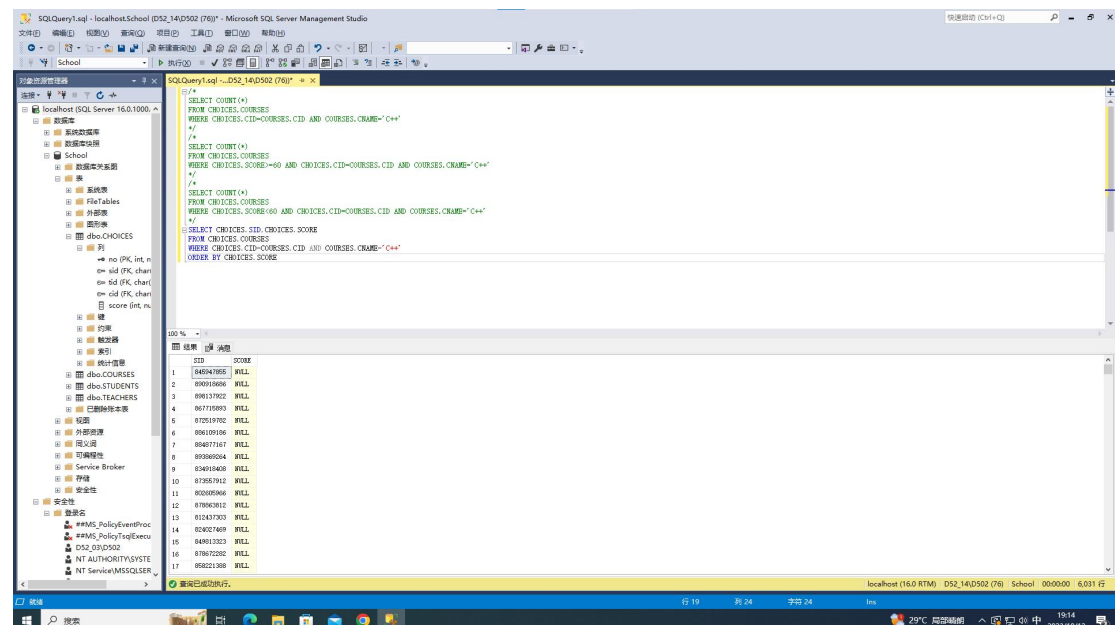 SQLQuery1.sql - localhost.School (D52_14\D502 (76))* - Microsoft SQL Server Management Studio
快速启动 (Ctrl+Q)
文件(F) 编辑(E) 视图(V) 查询(Q) 项目(P) 工具(T) 窗口(W) 帮助(H)
新建查询(N)
School
执行(X)
对象资源管理器
SQLQuery1.sql -...D52_14\D502 (76))*
连接
localhost (SQL Server 16.0.1000.
数据库
系统数据库
数据库快照
School
数据库关系图
表
系统表
FileTables
外部表
图形表
dbo.CHOICES
列
no (PK, int, n
sid (FK, char(
tid (FK, char(
cid (FK, char(
score (int, nu
键
约束
触发器
索引
统计信息
dbo.COURSES
dbo.STUDENTS
dbo.TEACHERS
已删除账本表
视图
外部资源
同义词
可编程性
Service Broker
存储
安全性
安全性
登录名
##MS_PolicyEventProc
##MS_PolicyTsqlExecu
D52_03\D502
NT AUTHORITY\SYSTE
NT Service\MSSQLSER
/*
SELECT COUNT(*)
FROM CHOICES,COURSES
WHERE CHOICES.CID=COURSES.CID AND COURSES.CNAME='C++'
*/
/*
SELECT COUNT(*)
FROM CHOICES,COURSES
WHERE CHOICES.SCORE>=60 AND CHOICES.CID=COURSES.CID AND COURSES.CNAME='C++'
*/
/*
SELECT COUNT(*)
FROM CHOICES,COURSES
WHERE CHOICES.SCORE<60 AND CHOICES.CID=COURSES.CID AND COURSES.CNAME='C++'
*/
SELECT CHOICES.SID,CHOICES.SCORE
FROM CHOICES,COURSES
WHERE CHOICES.CID=COURSES.CID AND COURSES.CNAME='C++'
ORDER BY CHOICES.SCORE
100 %
结果 消息
SID SCORE
1 845947855 NULL
2 890918686 NULL
3 898137922 NULL
4 867715893 NULL
5 872519782 NULL
6 886109186 NULL
7 884877167 NULL
8 893869264 NULL
9 834918408 NULL
10 873557912 NULL
11 802605966 NULL
12 878863812 NULL
13 812437303 NULL
14 824027469 NULL
15 849813323 NULL
16 878672282 NULL
17 858221388 NULL
查询已成功执行。
localhost (16.0 RTM) D52_14\D502 (76) School 00:00:00 6,031 行
就绪
行 19 列 24 字符 24 Ins
搜索
29°C 局部晴朗
中
19:14